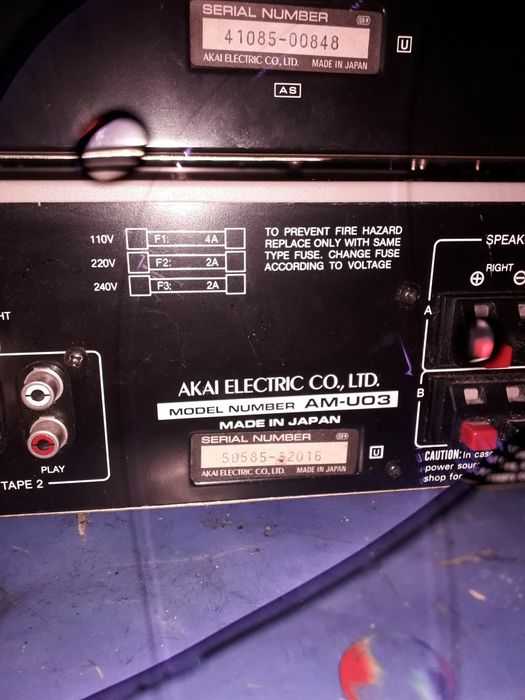 SERIAL NUMBER
41085-00848
AKAI ELECTRIC CO., LTD. MADE IN JAPAN
U
AS
110V F1: 4A
220V F2: 2A
240V F3: 2A
TO PREVENT FIRE HAZARD
REPLACE ONLY WITH SAME
TYPE FUSE. CHANGE FUSE
ACCORDING TO VOLTAGE
SPEAK
RIGHT
A
B
HT
PLAY
TAPE 2
AKAI ELECTRIC CO., LTD.
MODEL NUMBER AM-U03
MADE IN JAPAN
SERIAL NUMBER
50585-32016
AKAI ELECTRIC CO., LTD. MADE IN JAPAN
U
CAUTION: In case
power sour
shop for